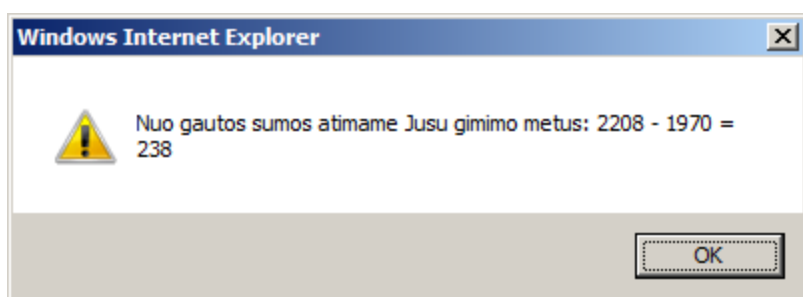 Windows Internet Explorer
Nuo gautos sumos atimame Jusu gimimo metus: 2208 - 1970 =
238
OK